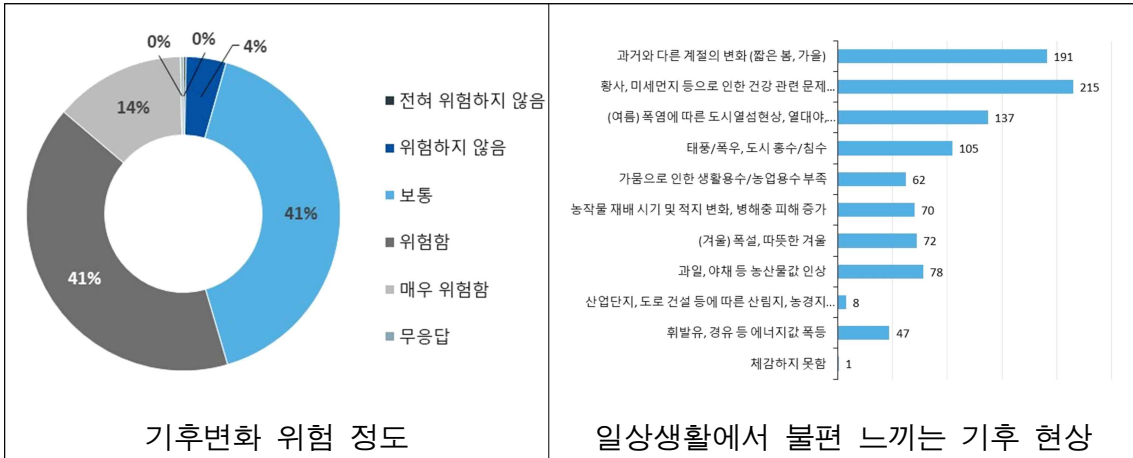 0%
0%
4%
14%
41%
41%
전혀 위험하지 않음
위험하지 않음
보통
위험함
매우 위험함
무응답
기후변화 위험 정도
과거와 다른 계절의 변화 (짧은 봄, 가을)
191
황사, 미세먼지 등으로 인한 건강 관련 문제...
215
(여름) 폭염에 따른 도시열섬현상, 열대야,...
137
태풍/폭우, 도시 홍수/침수
105
가뭄으로 인한 생활용수/농업용수 부족
62
농작물 재배 시기 및 적지 변화, 병해충 피해 증가
70
(겨울) 폭설, 따뜻한 겨울
72
과일, 야채 등 농산물값 인상
78
산업단지, 도로 건설 등에 따른 산림지, 농경지...
8
휘발유, 경유 등 에너지값 폭등
47
체감하지 못함
1
일상생활에서 불편 느끼는 기후 현상